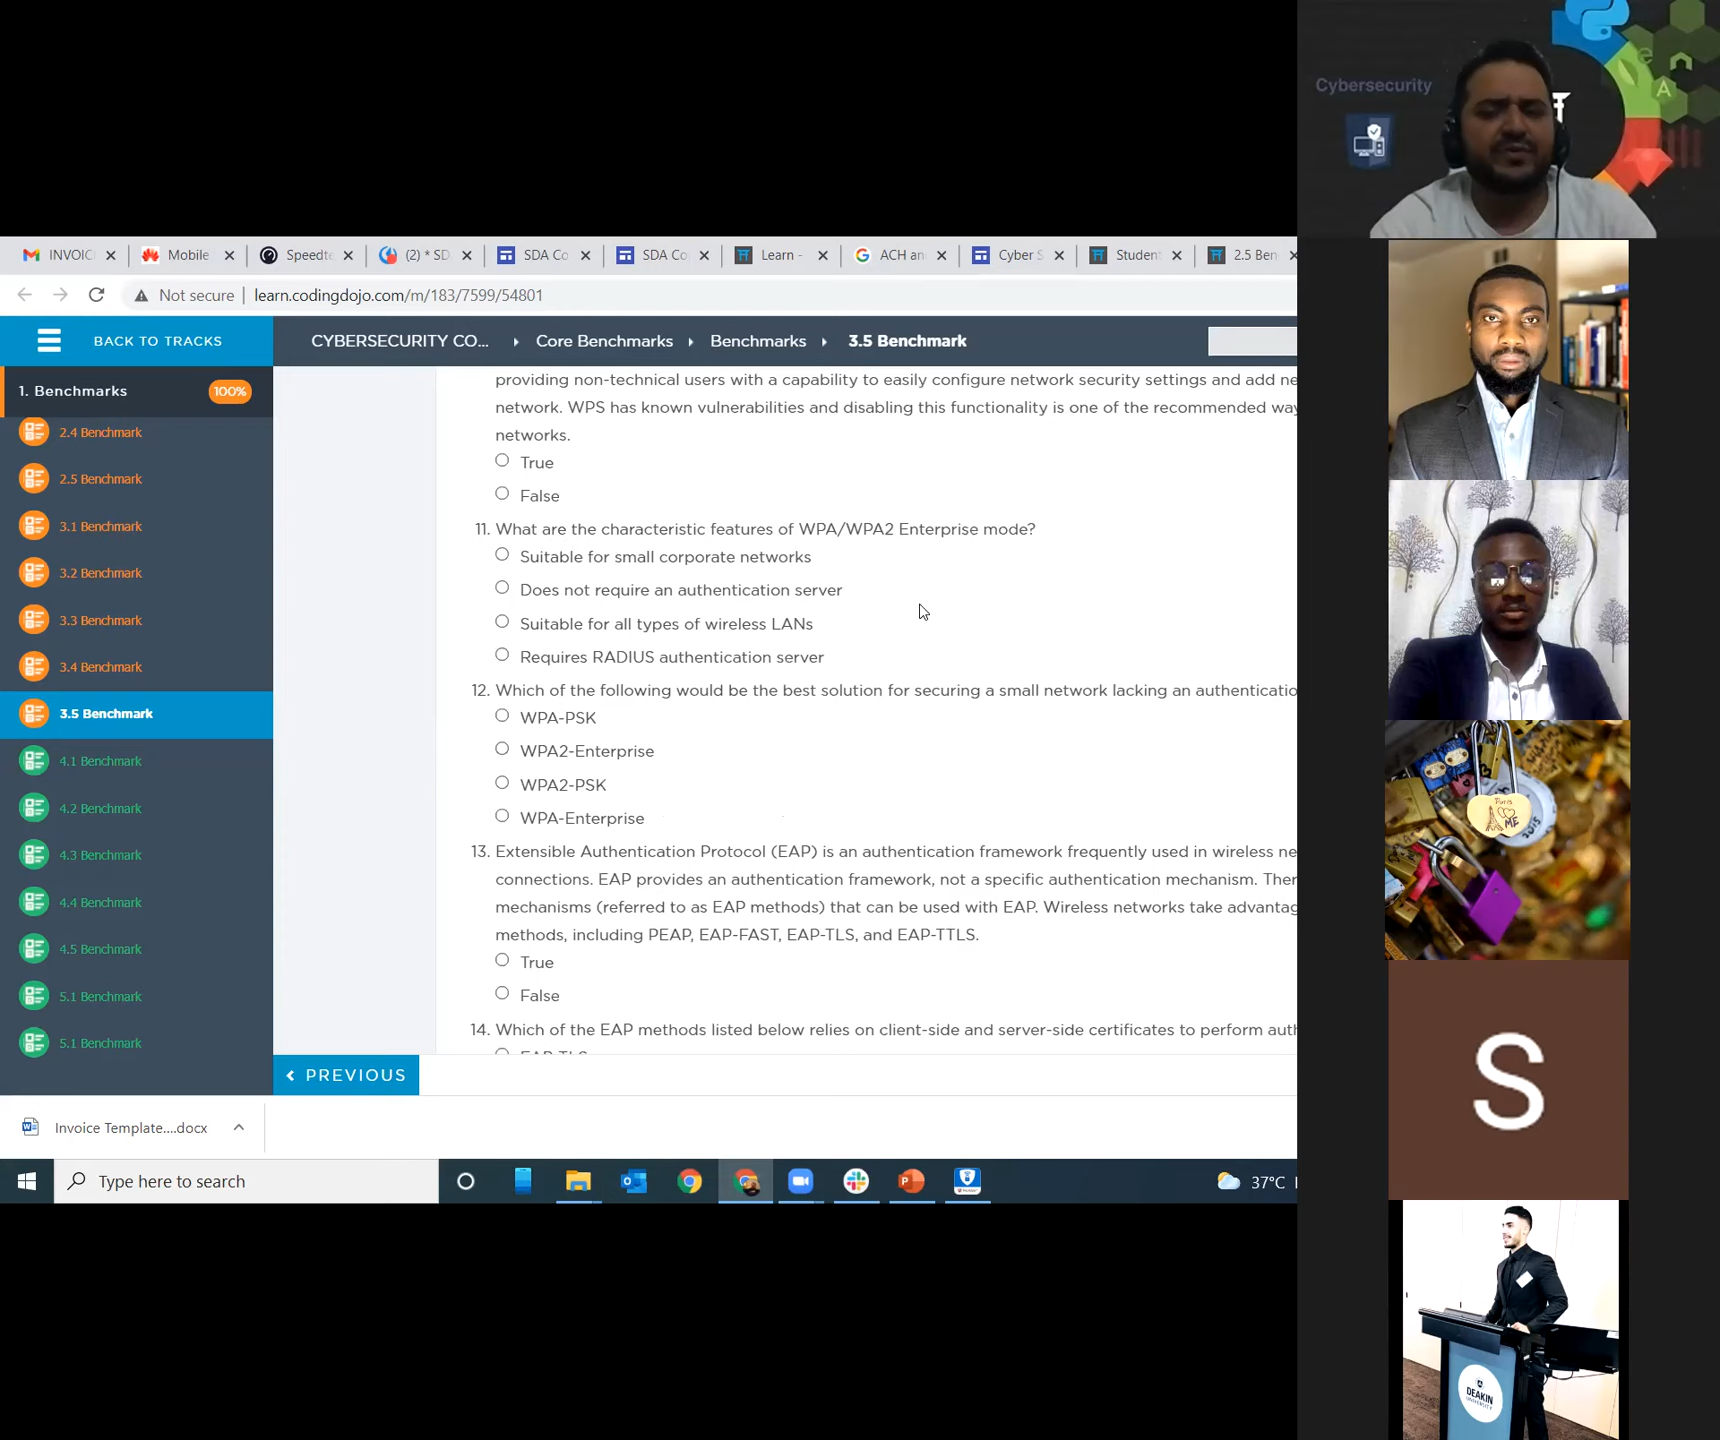 Cybersecurity
INVOIC
Mobile
Speedte
(2) * SD
SDA Co
SDA Co
Learn -
ACH an
Cyber S
Student
2.5 Ben
Not secure
learn.codingdojo.com/m/183/7599/54801
BACK TO TRACKS
CYBERSECURITY CO...
Core Benchmarks
Benchmarks
3.5 Benchmark
1. Benchmarks
100%
2.4 Benchmark
2.5 Benchmark
3.1 Benchmark
3.2 Benchmark
3.3 Benchmark
3.4 Benchmark
3.5 Benchmark
4.1 Benchmark
4.2 Benchmark
4.3 Benchmark
4.4 Benchmark
4.5 Benchmark
5.1 Benchmark
5.1 Benchmark
providing non-technical users with a capability to easily configure network security settings and add ne
network. WPS has known vulnerabilities and disabling this functionality is one of the recommended way
networks.
True
False
11. What are the characteristic features of WPA/WPA2 Enterprise mode?
Suitable for small corporate networks
Does not require an authentication server
Suitable for all types of wireless LANs
Requires RADIUS authentication server
12. Which of the following would be the best solution for securing a small network lacking an authenticatio
WPA-PSK
WPA2-Enterprise
WPA2-PSK
WPA-Enterprise
13. Extensible Authentication Protocol (EAP) is an authentication framework frequently used in wireless ne
connections. EAP provides an authentication framework, not a specific authentication mechanism. Ther
mechanisms (referred to as EAP methods) that can be used with EAP. Wireless networks take advantag
methods, including PEAP, EAP-FAST, EAP-TLS, and EAP-TTLS.
True
False
14. Which of the EAP methods listed below relies on client-side and server-side certificates to perform auth
EAP-TLS
PREVIOUS
Invoice Template....docx
Type here to search
37°C
Paris
ME
2015
S
DEAKIN
UNIVERSITY